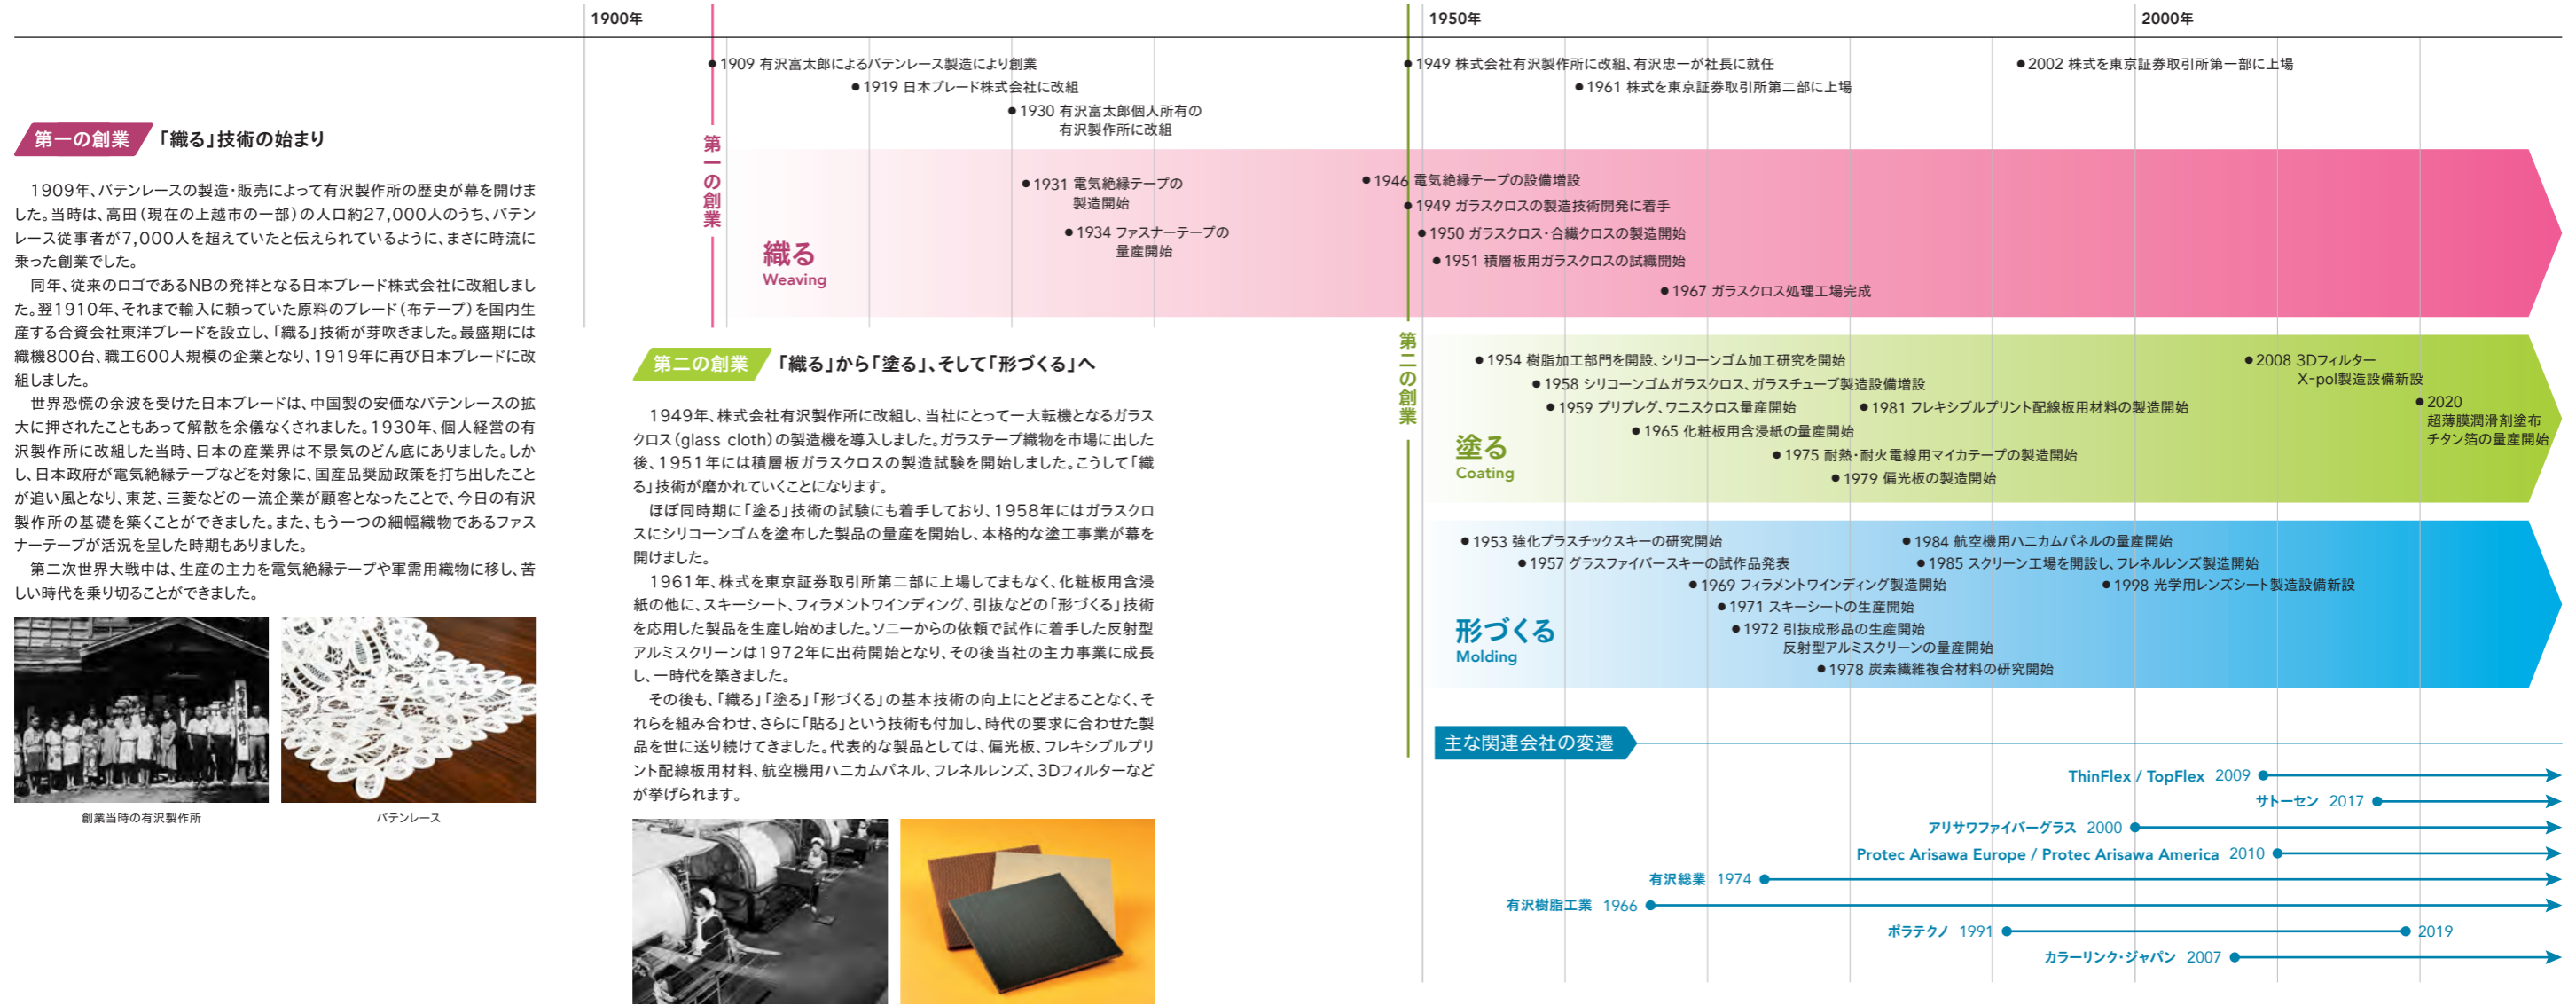 1900年
1950年
2000年
1909 有沢富太郎によるバテンレース製造により創業
1919 日本ブレード株式会社に改組
1930 有沢富太郎個人所有の
有沢製作所に改組
1949 株式会社有沢製作所に改組、有沢忠一が社長に就任
1961 株式を東京証券取引所第二部に上場
2002 株式を東京証券取引所第一部に上場
第一の創業 「織る」技術の始まり
1909年、バテンレースの製造・販売によって有沢製作所の歴史が幕を開けま
した。当時は、高田（現在の上越市の一部）の人口約27,000人のうち、バテン
レース従事者が7,000人を超えていたと伝えられているように、まさに時流に
乗った創業でした。
同年、従来のロゴであるNBの発祥となる日本ブレード株式会社に改組しまし
た。翌1910年、それまで輸入に頼っていた原料のブレード（布テープ）を国内生
産する合資会社東洋ブレードを設立し、「織る」技術が芽吹きました。最盛期には
織機800台、職工600人規模の企業となり、1919年に再び日本ブレードに改
組しました。
世界恐慌の余波を受けた日本ブレードは、中国製の安価なバテンレースの拡
大に押されたこともあって解散を余儀なくされました。1930年、個人経営の有
沢製作所に改組した当時、日本の産業界は不景気のどん底にありました。しか
し、日本政府が電気絶縁テープなどを対象に、国産品奨励政策を打ち出したこと
が追い風となり、東芝、三菱などの一流企業が顧客となったことで、今日の有沢
製作所の基礎を築くことができました。また、もう一つの細幅織物であるファス
ナーテープが活況を呈した時期もありました。
第二次世界大戦中は、生産の主力を電気絶縁テープや軍需用織物に移し、苦
しい時代を乗り切ることができました。
創業当時の有沢製作所
バテンレース
第一の創業
織る
Weaving
1931 電気絶縁テープの
製造開始
1934 ファスナーテープの
量産開始
1946 電気絶縁テープの設備増設
1949 ガラスクロスの製造技術開発に着手
1950 ガラスクロス・合繊クロスの製造開始
1951 積層板用ガラスクロスの試織開始
1967 ガラスクロス処理工場完成
第二の創業 「織る」から「塗る」、そして「形づくる」へ
1949年、株式会社有沢製作所に改組し、当社にとって一大転機となるガラス
クロス（glass cloth）の製造機を導入しました。ガラステープ織物を市場に出した
後、1951年には積層板ガラスクロスの製造試験を開始しました。こうして「織
る」技術が磨かれていくことになります。
ほぼ同時期に「塗る」技術の試験にも着手しており、1958年にはガラスクロ
スにシリコーンゴムを塗布した製品の量産を開始し、本格的な塗工事業が幕を
開けました。
1961年、株式を東京証券取引所第二部に上場してまもなく、化粧板用含浸
紙の他に、スキーシート、フィラメントワインディング、引抜などの「形づくる」技術
を応用した製品を生産し始めました。ソニーからの依頼で試作に着手した反射型
アルミスクリーンは1972年に出荷開始となり、その後当社の主力事業に成長
し、一時代を築きました。
その後も、「織る」「塗る」「形づくる」の基本技術の向上にとどまることなく、そ
れらを組み合わせ、さらに「貼る」という技術も付加し、時代の要求に合わせた製
品を世に送り続けてきました。代表的な製品としては、偏光板、フレキシブルプリ
ント配線板用材料、航空機用ハニカムパネル、フレネルレンズ、3Dフィルターなど
が挙げられます。
第二の創業
塗る
Coating
1954 樹脂加工部門を開設、シリコーンゴム加工研究を開始
1958 シリコーンゴムガラスクロス、ガラスチューブ製造設備増設
1959 プリプレグ、ワニスクロス量産開始
1965 化粧板用含浸紙の量産開始
1975 耐熱・耐火電線用マイカテープの製造開始
1979 偏光板の製造開始
1981 フレキシブルプリント配線板用材料の製造開始
2008 3Dフィルター
X-pol製造設備新設
2020
超薄膜潤滑剤塗布
チタン箔の量産開始
形づくる
Molding
1953 強化プラスチックスキーの研究開始
1957 グラスファイバースキーの試作品発表
1969 フィラメントワインディング製造開始
1971 スキーシートの生産開始
1972 引抜成形品の生産開始
反射型アルミスクリーンの量産開始
1978 炭素繊維複合材料の研究開始
1984 航空機用ハニカムパネルの量産開始
1985 スクリーン工場を開設し、フレネルレンズ製造開始
1998 光学用レンズシート製造設備新設
主な関連会社の変遷
ThinFlex / TopFlex 2009
サトーセン 2017
アリサワファイバーグラス 2000
Protec Arisawa Europe / Protec Arisawa America 2010
有沢総業 1974
有沢樹脂工業 1966
ポラテクノ 1991 2019
カラーリンク・ジャパン 2007